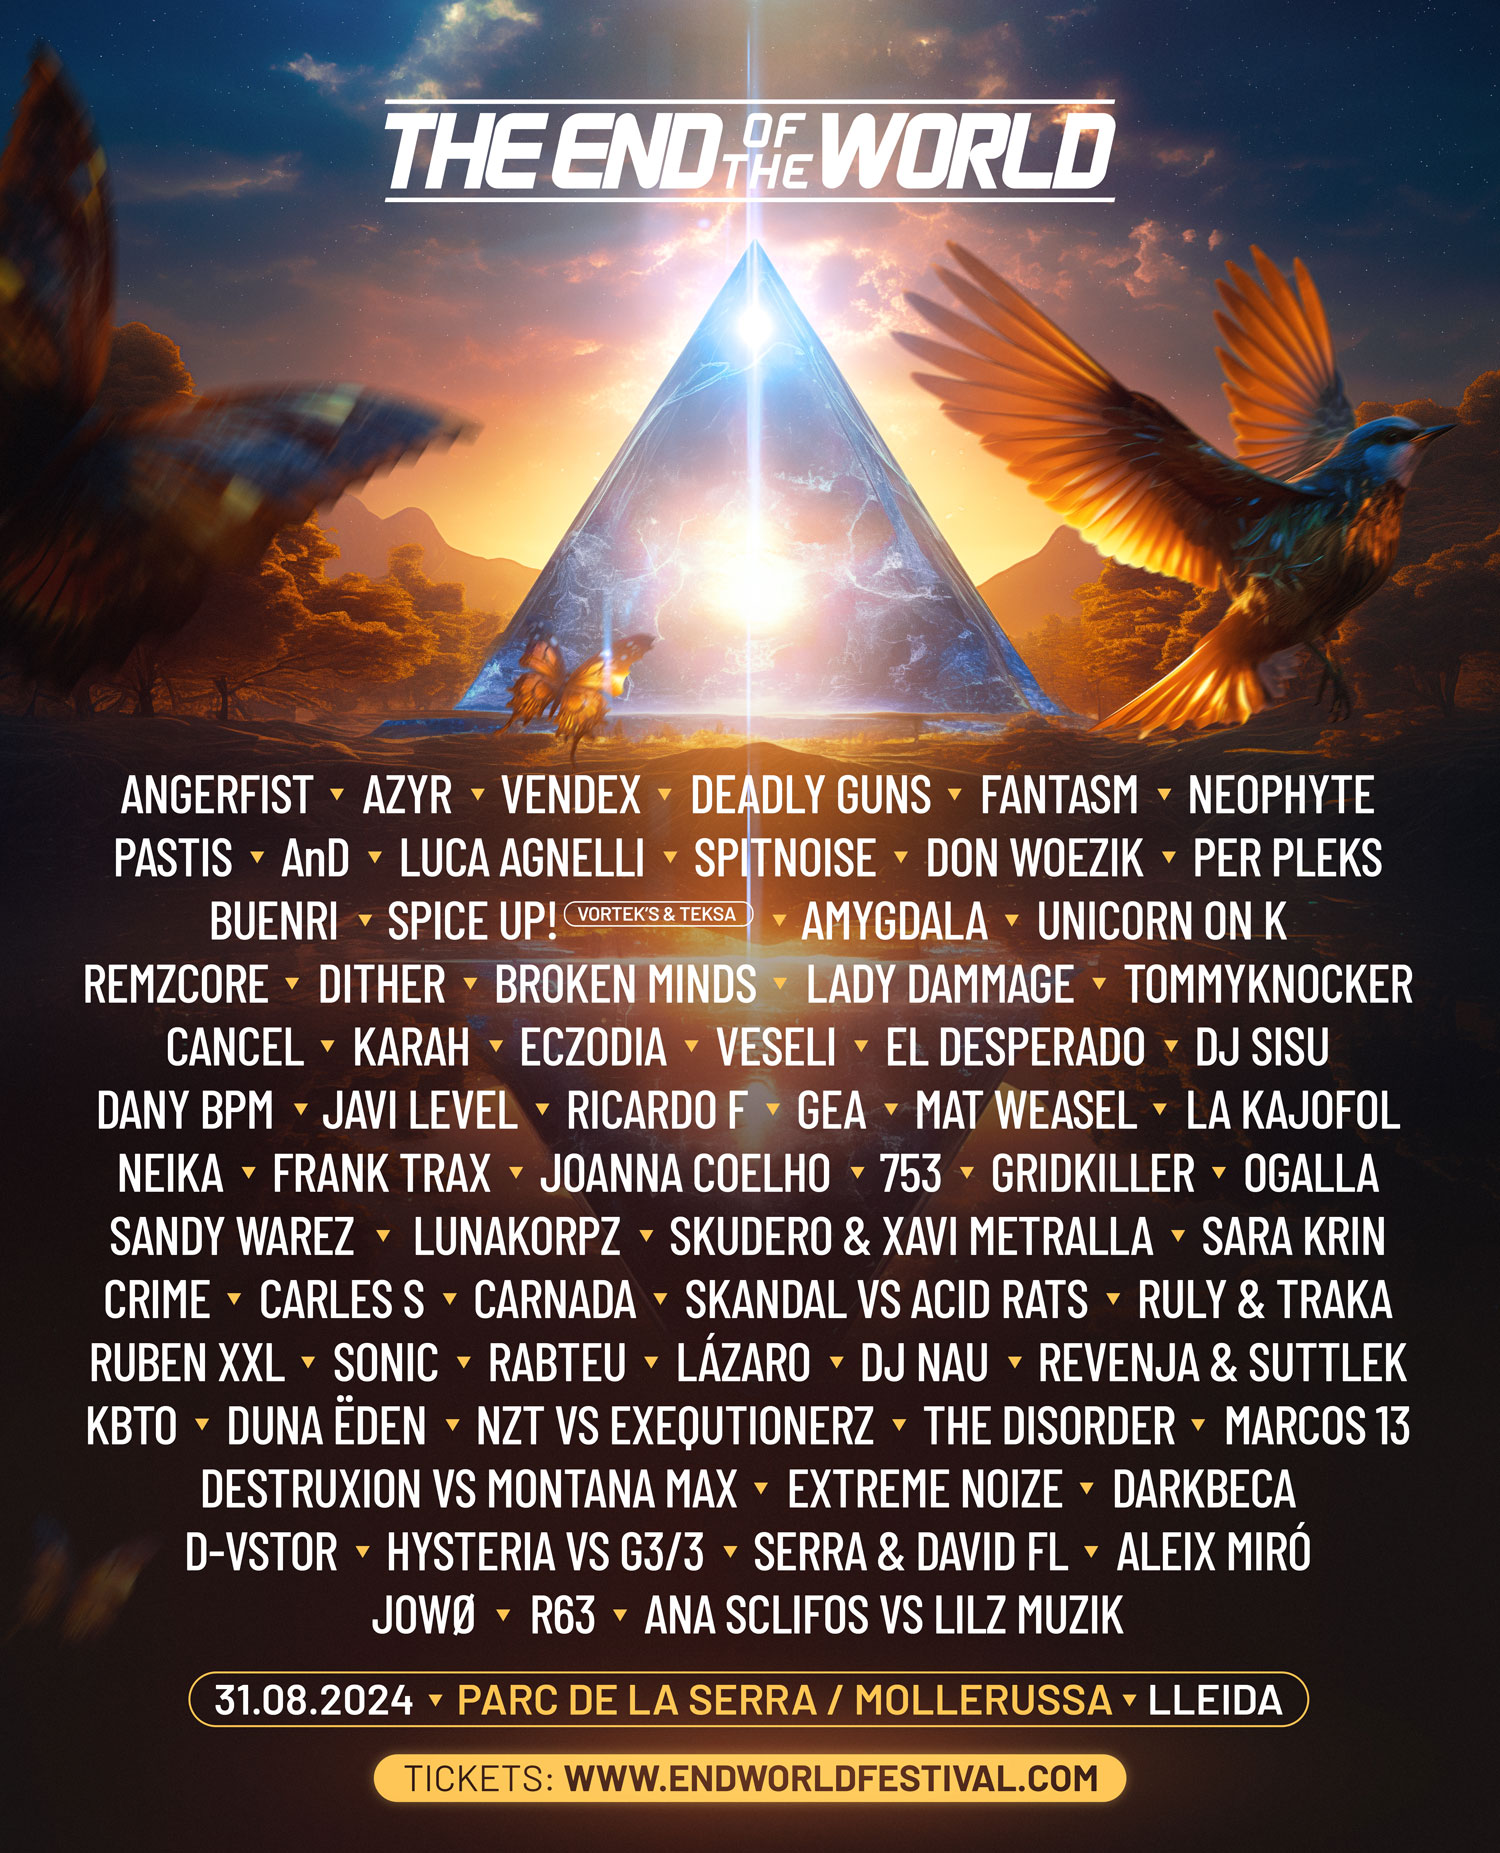 THE END OF THE WORLD
ANGERFIST ▼ AZYR ▼ VENDEX ▼ DEADLY GUNS ▼ FANTASM ▼ NEOPHYTE
PASTIS ▼ AnD ▼ LUCA AGNELLI ▼ SPITNOISE ▼ DON WOEZIK ▼ PER PLEKS
BUENRI ▼ SPICE UP! VORTEK'S & TEKSA ▼ AMYGDALA ▼ UNICORN ON K
REMZCORE ▼ DITHER ▼ BROKEN MINDS ▼ LADY DAMMAGE ▼ TOMMYKNOCKER
CANCEL ▼ KARAH ▼ ECZODIA ▼ VESELI ▼ EL DESPERADO ▼ DJ SISU
DANY BPM ▼ JAVI LEVEL ▼ RICARDO F ▼ GEA ▼ MAT WEASEL ▼ LA KAJOFOL
NEIKA ▼ FRANK TRAX ▼ JOANNA COELHO ▼ 753 ▼ GRIDKILLER ▼ OGALLA
SANDY WAREZ ▼ LUNAKORPZ ▼ SKUDERO & XAVI METRALLA ▼ SARA KRIN
CRIME ▼ CARLES S ▼ CARNADA ▼ SKANDAL VS ACID RATS ▼ RULY & TRAKA
RUBEN XXL ▼ SONIC ▼ RABTEU ▼ LÁZARO ▼ DJ NAU ▼ REVENJA & SUTTLEK
KBTO ▼ DUNA ËDEN ▼ NZT VS EXEQUTIONERZ ▼ THE DISORDER ▼ MARCOS 13
DESTRUXION VS MONTANA MAX ▼ EXTREME NOIZE ▼ DARKBECA
D-VSTOR ▼ HYSTERIA VS G3/3 ▼ SERRA & DAVID FL ▼ ALEIX MIRÓ
JOWØ ▼ R63 ▼ ANA SCLIFOS VS LILZ MUZIK
31.08.2024 ▼ PARC DE LA SERRA / MOLLERUSSA ▼ LLEIDA
TICKETS: WWW.ENDWORLDFESTIVAL.COM